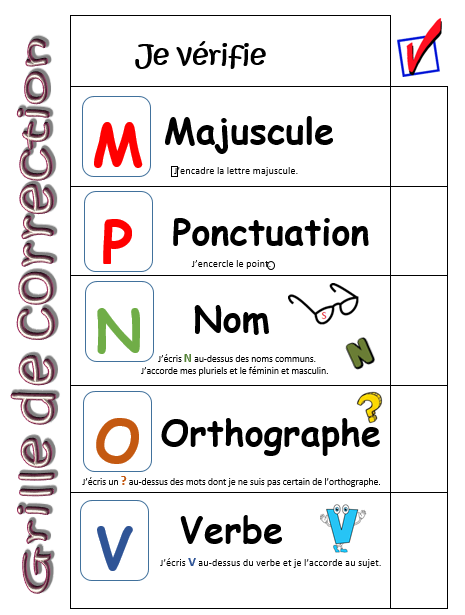 Grille de correction
Je vérifie
M
Majuscule
J'encadre la lettre majuscule.
P
Ponctuation
J'encercle le point.
N
Nom
S
J'écris N au-dessus des noms communs.
N
J'accorde mes pluriels et le féminin et masculin.
O
?
Orthographe
J'écris un ? au-dessus des mots dont je ne suis pas certain de l'orthographe.
V
Verbe
V
J'écris V au-dessus du verbe et je l'accorde au sujet.